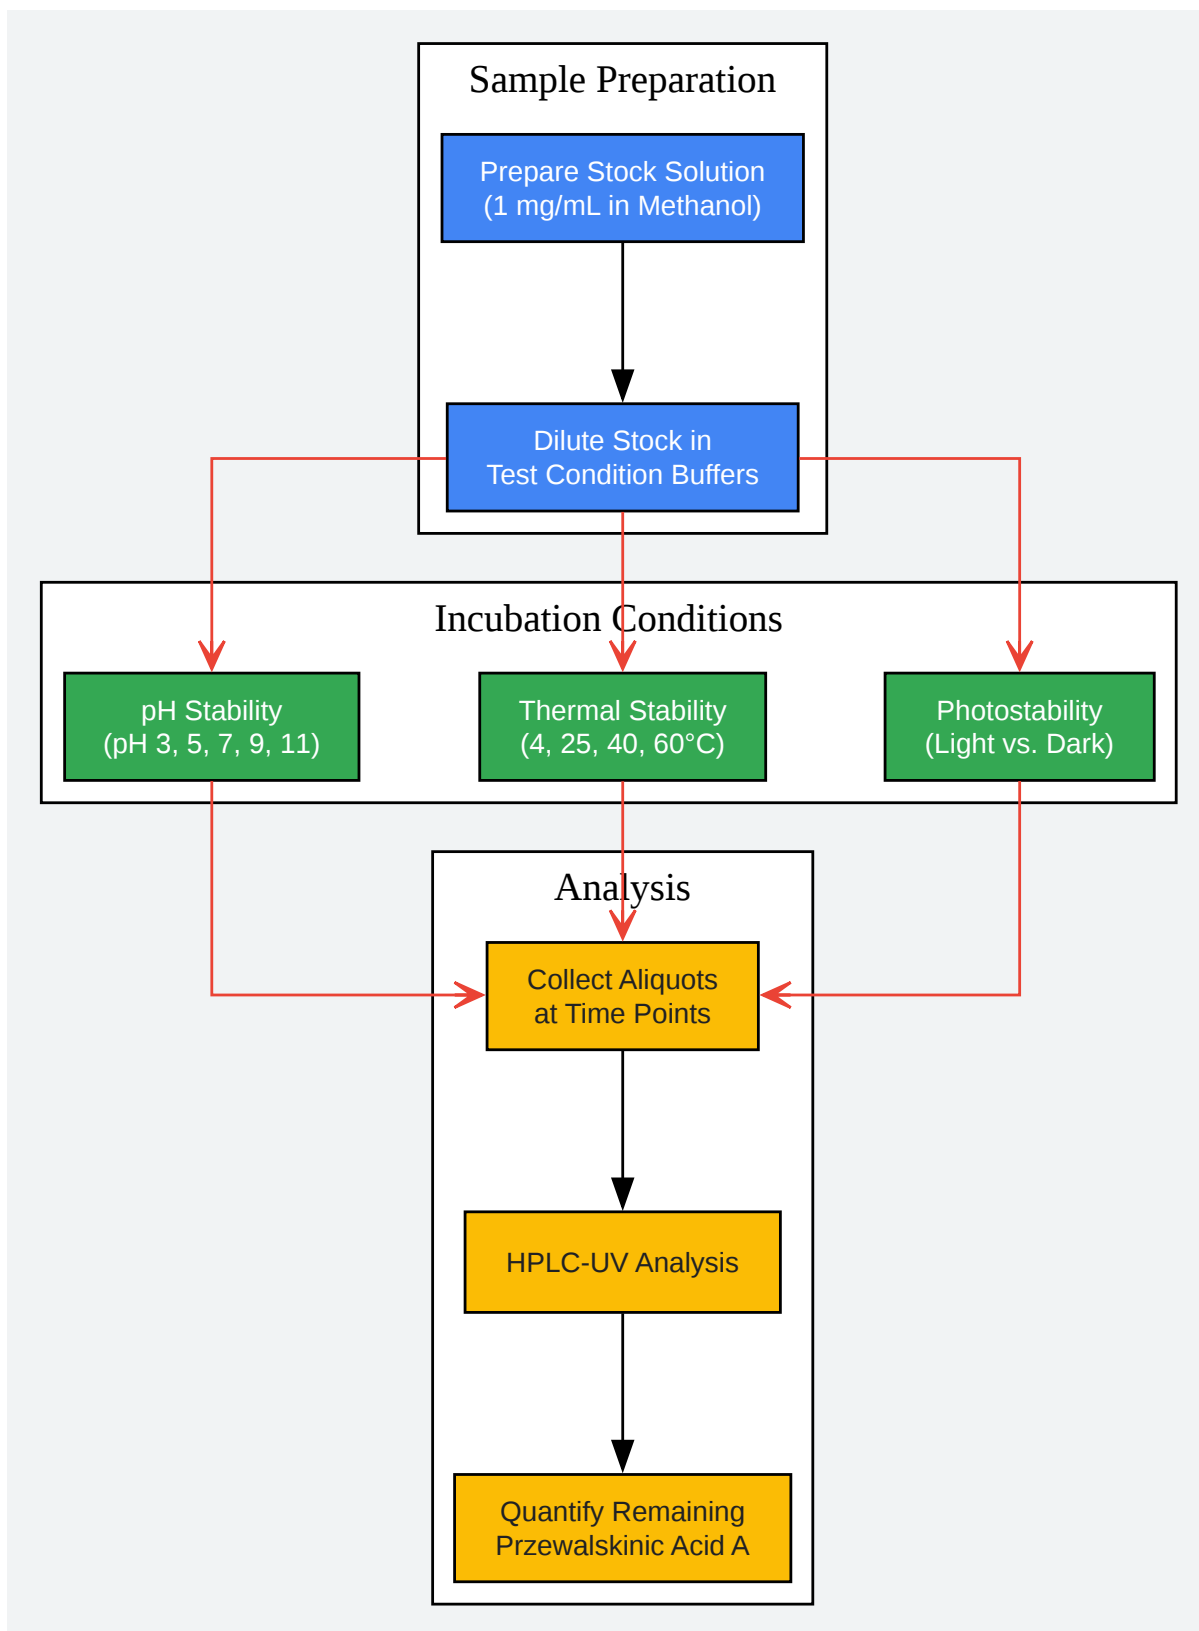 Sample Preparation
Prepare Stock Solution
(1 mg/mL in Methanol)
Dilute Stock in
Test Condition Buffers
Incubation Conditions
pH Stability
(pH 3, 5, 7, 9, 11)
Thermal Stability
(4, 25, 40, 60°C)
Photostability
(Light vs. Dark)
Analysis
Collect Aliquots
at Time Points
HPLC-UV Analysis
Quantify Remaining
Przewalskinic Acid A